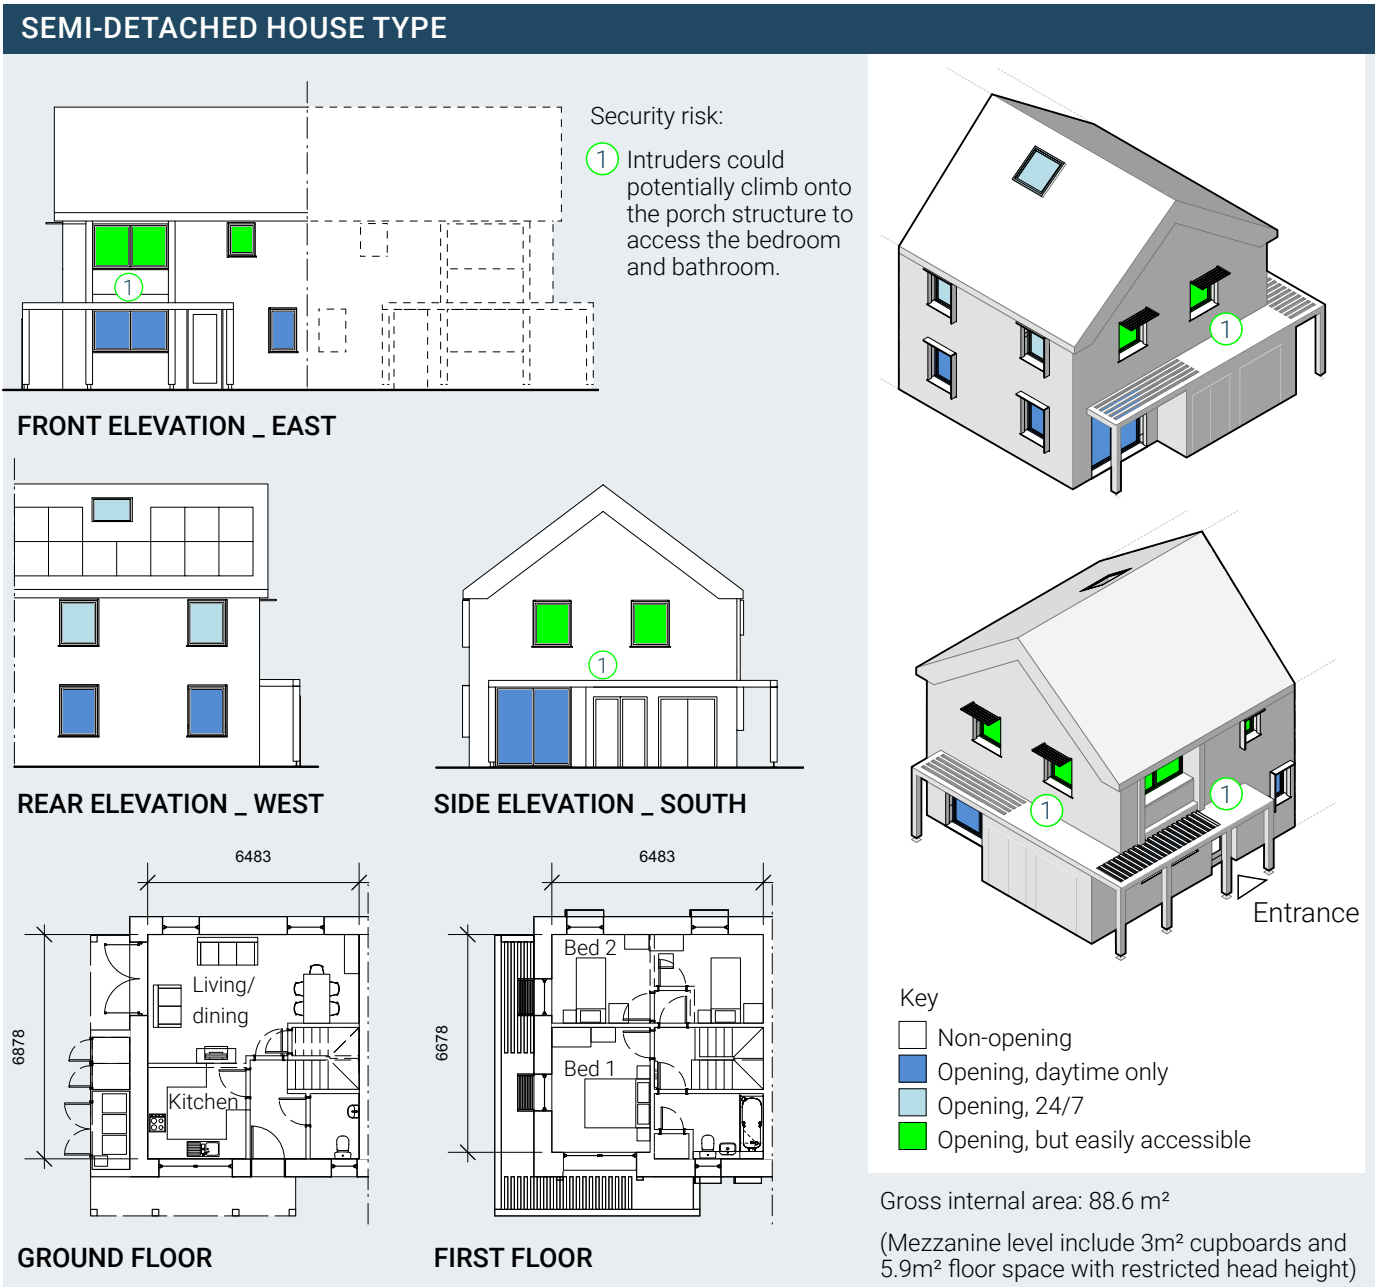 SEMI-DETACHED HOUSE TYPE
Security risk:
1 Intruders could
potentially climb onto
the porch structure to
access the bedroom
and bathroom.
1
FRONT ELEVATION _ EAST
1
1
REAR ELEVATION _ WEST
SIDE ELEVATION _ SOUTH
1
1
Entrance
6483
6878
Living/
dining
Kitchen
GROUND FLOOR
6483
6678
Bed 2
Bed 1
FIRST FLOOR
Key
Non-opening
Opening, daytime only
Opening, 24/7
Opening, but easily accessible
Gross internal area: 88.6 m²
(Mezzanine level include 3m² cupboards and
5.9m² floor space with restricted head height)